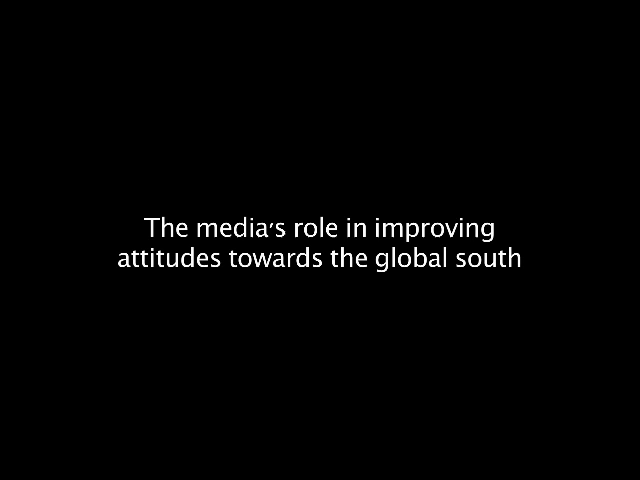 The media's role in improving
attitudes towards the global south